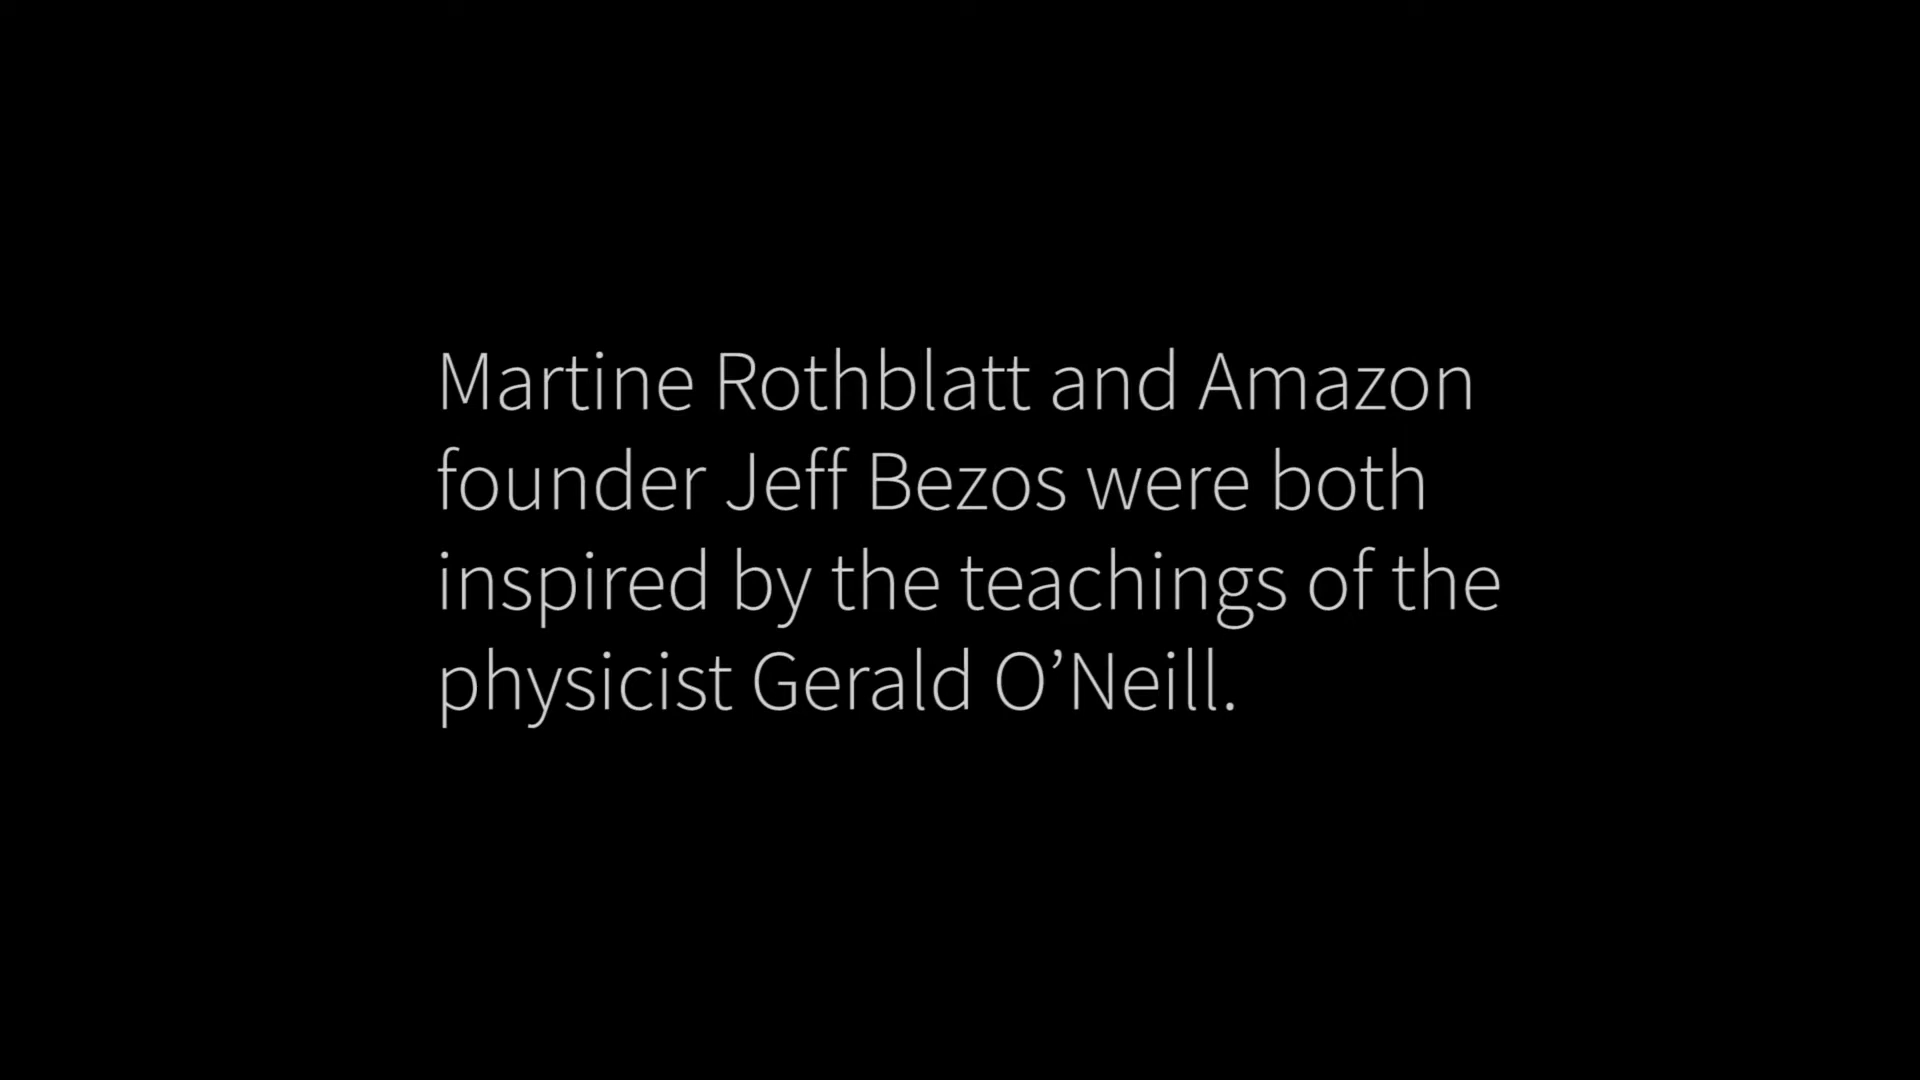 Martine Rothblatt and Amazon
founder Jeff Bezos were both
inspired by the teachings of the
physicist Gerald O’Neill.